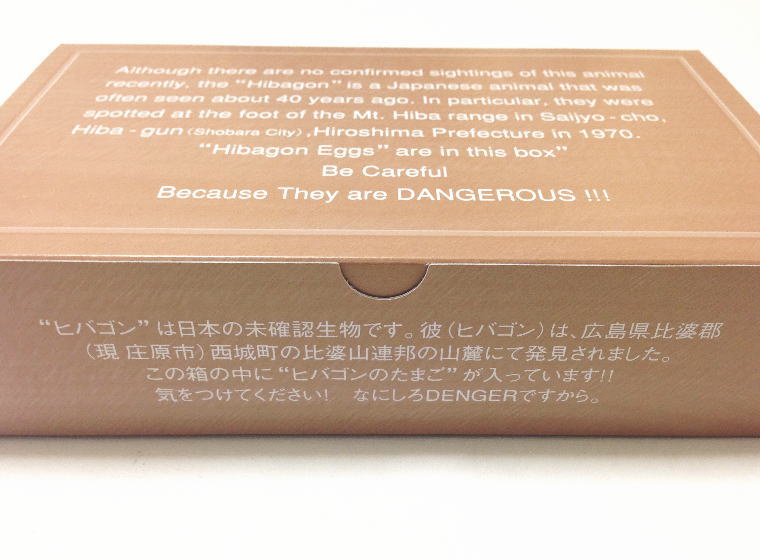 Although there are no confirmed sightings of this animal
recently, the "Hibagon" is a Japanese animal that was
often seen about 40 years ago. In particular, they were
spotted at the foot of the Mt. Hiba range in Saijyo-cho,
Hiba-gun (Shobara City) ,Hiroshima Prefecture in 1970.
"Hibagon Eggs" are in this box"
Be Careful
Because They are DANGEROUS !!!
“ヒバゴン”は日本の未確認生物です。彼(ヒバゴン)は、広島県比婆郡
(現 庄原市)西城町の比婆山連邦の山麓にて発見されました。
この箱の中に“ヒバゴンのたまご”が入っています!!
気をつけてください! なにしろDENGERですから。